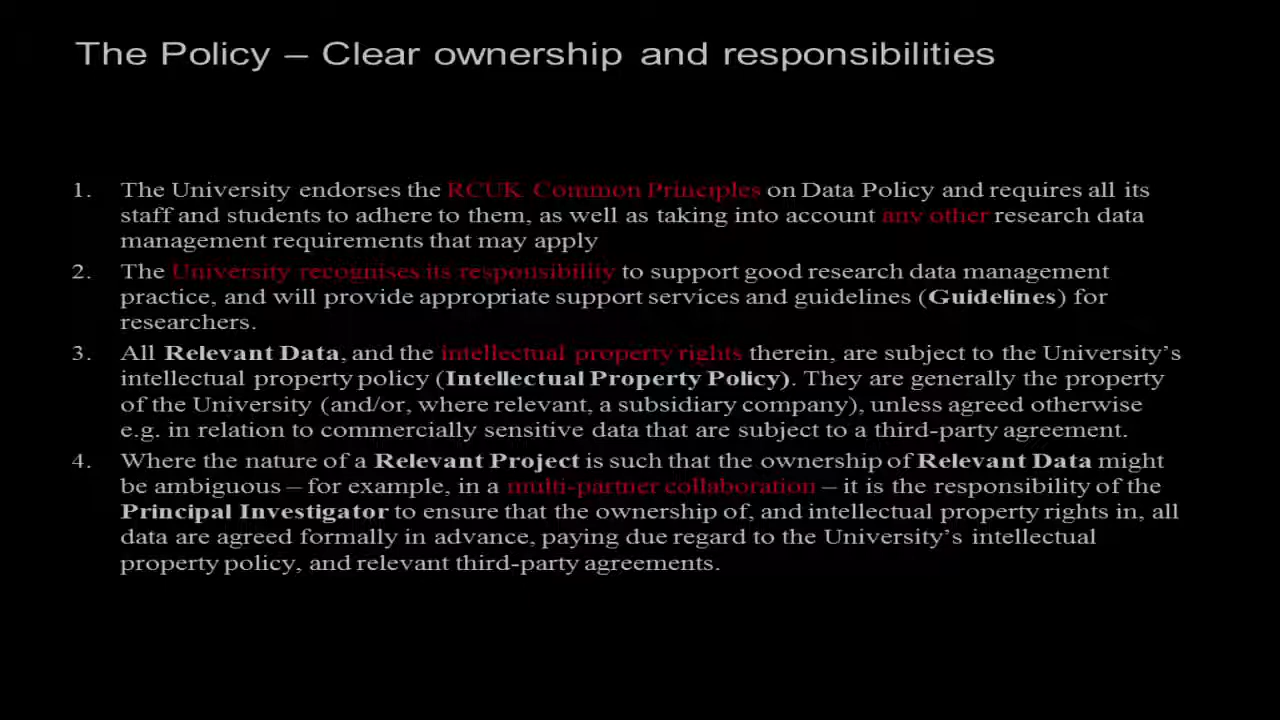 The Policy – Clear ownership and responsibilities
1. The University endorses the RCUK Common Principles on Data Policy and requires all its
staff and students to adhere to them, as well as taking into account any other research data
management requirements that may apply
2. The University recognises its responsibility to support good research data management
practice, and will provide appropriate support services and guidelines (Guidelines) for
researchers.
3. All Relevant Data, and the intellectual property rights therein, are subject to the University’s
intellectual property policy (Intellectual Property Policy). They are generally the property
of the University (and/or, where relevant, a subsidiary company), unless agreed otherwise
e.g. in relation to commercially sensitive data that are subject to a third-party agreement.
4. Where the nature of a Relevant Project is such that the ownership of Relevant Data might
be ambiguous – for example, in a multi-partner collaboration – it is the responsibility of the
Principal Investigator to ensure that the ownership of, and intellectual property rights in, all
data are agreed formally in advance, paying due regard to the University’s intellectual
property policy, and relevant third-party agreements.